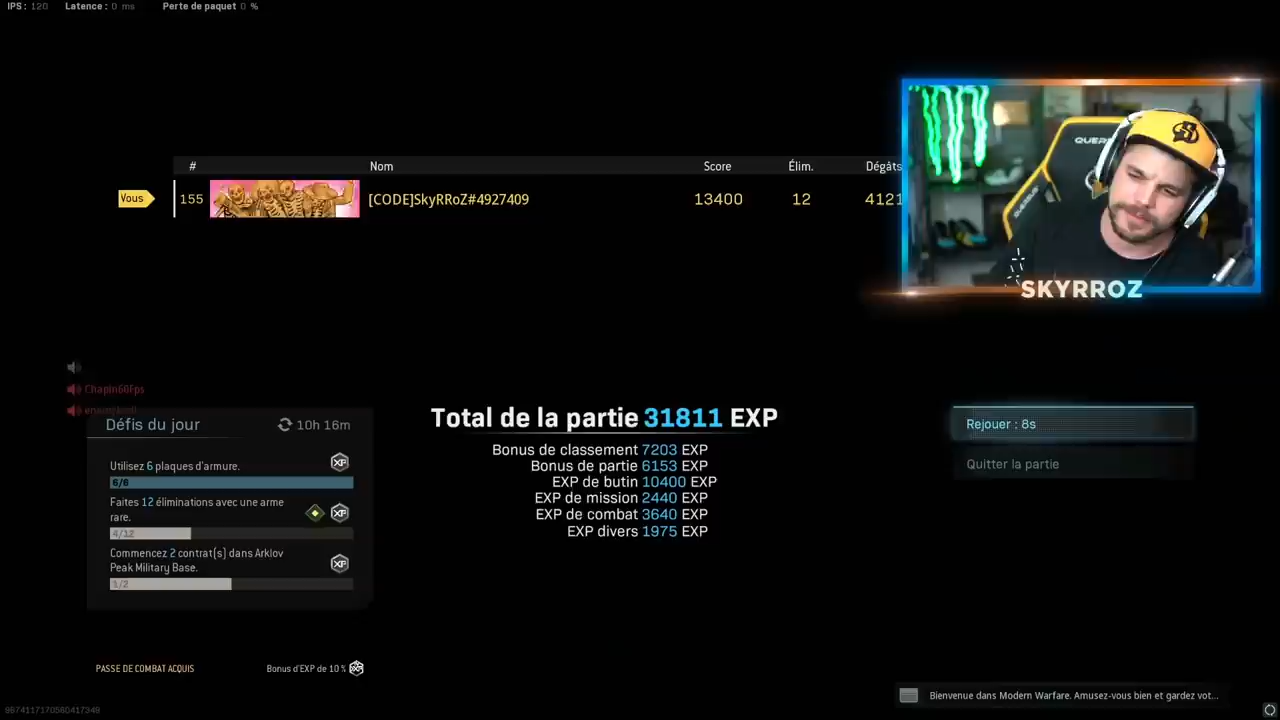 IPS : 120 Latence : 0 ms Perte de paquet 0 %
# Nom Score Élim. Dégâts
Vous 155 [CODE]SkyRRoZ#4927409 13400 12 4121
SKYRROZ
Chapin60Fps
Défis du jour 10h 16m
Utilisez 6 plaques d'armure.
6/6
Faites 12 éliminations avec une arme
rare.
4/12
Commencez 2 contrat(s) dans Arklov
Peak Military Base.
1/2
PASSE DE COMBAT ACQUIS Bonus d'EXP de 10 %
Total de la partie 31811 EXP
Bonus de classement 7203 EXP
Bonus de partie 6153 EXP
EXP de butin 10400 EXP
EXP de mission 2440 EXP
EXP de combat 3640 EXP
EXP divers 1975 EXP
Rejouer : 8s
Quitter la partie
Bienvenue dans Modern Warfare. Amusez-vous bien et gardez vot...